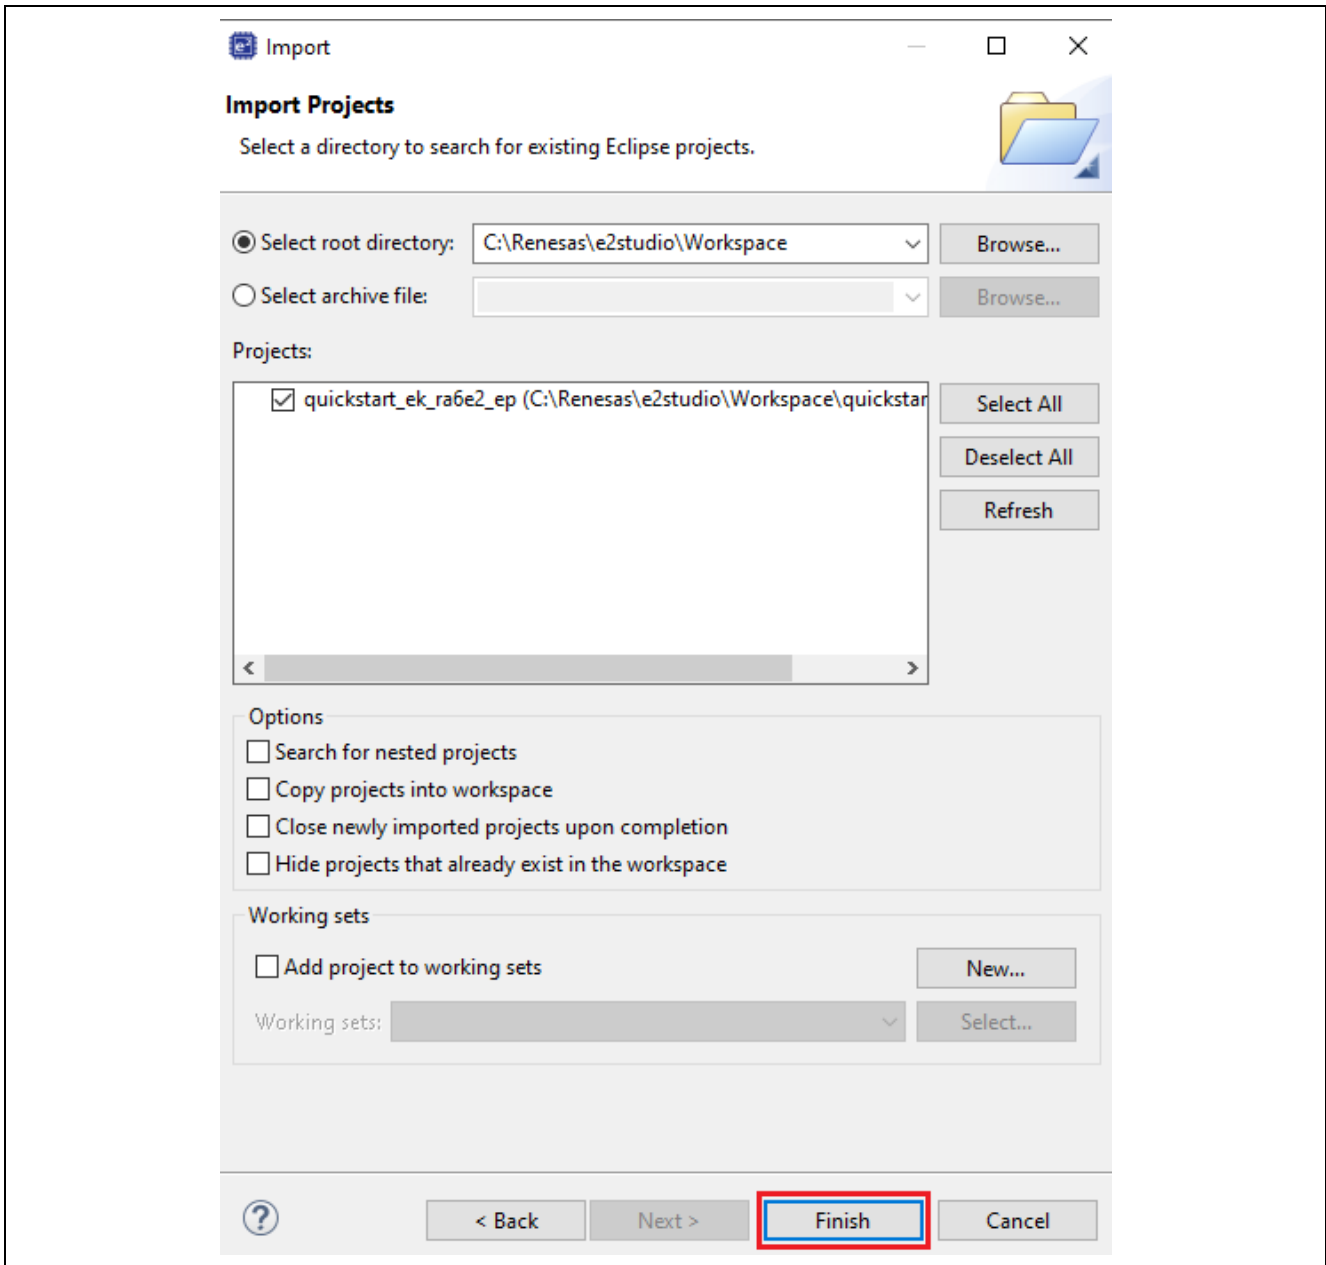 Import
Import Projects
Select a directory to search for existing Eclipse projects.
Select root directory: C:\Renesas\e2studio\Workspace Browse...
Select archive file: Browse...
Projects:
quickstart_ek_ra6e2_ep (C:\Renesas\e2studio\Workspace\quickstar
Select All
Deselect All
Refresh
Options
Search for nested projects
Copy projects into workspace
Close newly imported projects upon completion
Hide projects that already exist in the workspace
Working sets
Add project to working sets New...
Working sets: Select...
? < Back Next > Finish Cancel